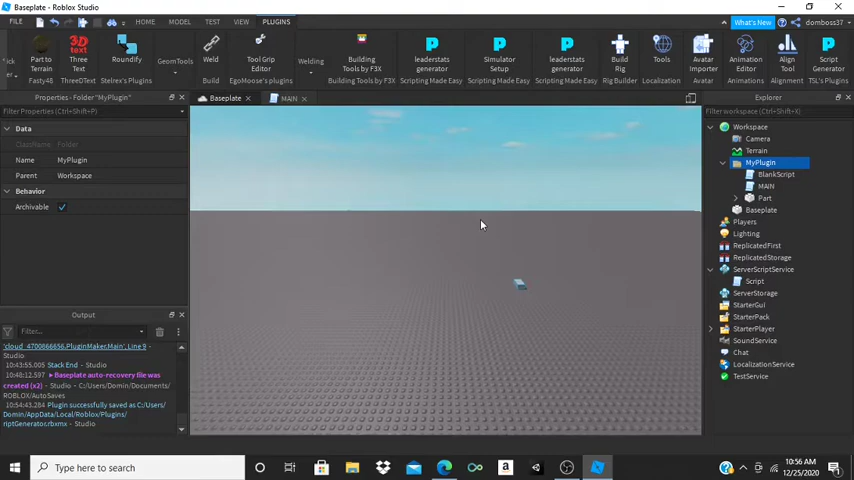 Baseplate - Roblox Studio
FILE HOME MODEL TEST VIEW PLUGINS What's New domboss37
Part to Terrain
Fasty48
Three Text
ThreeDText
Roundify
Stelrex's Plugins
GeomTools
Weld
Build
Tool Grip Editor
EgoMoose's plugins
Welding
Building Tools by F3X
Building Tools by F3X
leaderstats generator
Scripting Made Easy
Simulator Setup
Scripting Made Easy
leaderstats generator
Scripting Made Easy
Build Rig
Rig Builder
Tools
Localization
Avatar Importer
Avatar
Animation Editor
Animations
Align Tool
Alignment
Script Generator
TSL's Plugins
Properties - Folder "MyPlugin"
Filter Properties (Ctrl+Shift+P)
Data
ClassName Folder
Name MyPlugin
Parent Workspace
Behavior
Archivable
Baseplate
MAIN
Explorer
Filter workspace (Ctrl+Shift+X)
Workspace
Camera
Terrain
MyPlugin
BlankScript
MAIN
Part
Baseplate
Players
Lighting
ReplicatedFirst
ReplicatedStorage
ServerScriptService
Script
ServerStorage
StarterGui
StarterPack
StarterPlayer
SoundService
Chat
LocalizationService
TestService
Output
Filter...
'cloud_4700866656.PluginMaker.Main', Line 9
- Studio
10:43:55.005 Stack End - Studio
10:48:12.597 ▸ Baseplate auto-recovery file was
created (x2) - Studio - C:/Users/Domin/Documents/
ROBLOX/AutoSaves
10:54:43.284 Plugin successfully saved as C:/Users/
Domin/AppData/Local/Roblox/Plugins/
riptGenerator.rbxmx - Studio
Type here to search
10:56 AM
12/25/2020